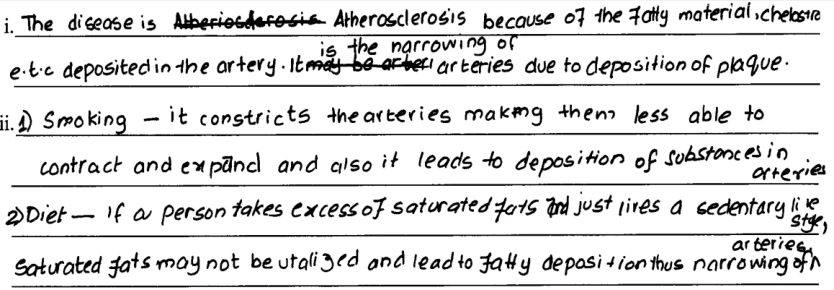 i. The disease is Atheriosclerosis Atherosclerosis because of the fatty material, cholestro
e.t.c deposited in the artery. It may be arteri is the narrowing of arteries due to deposition of plaque.
ii. 1) Smoking – it constricts the arteries making them less able to
contract and expand and also it leads to deposition of substances in arteries
2) Diet – If a person takes excess of saturated fats and just lives a sedentary life style,
saturated fats may not be utalized and lead to fatty deposition thus narrowing of arteries.